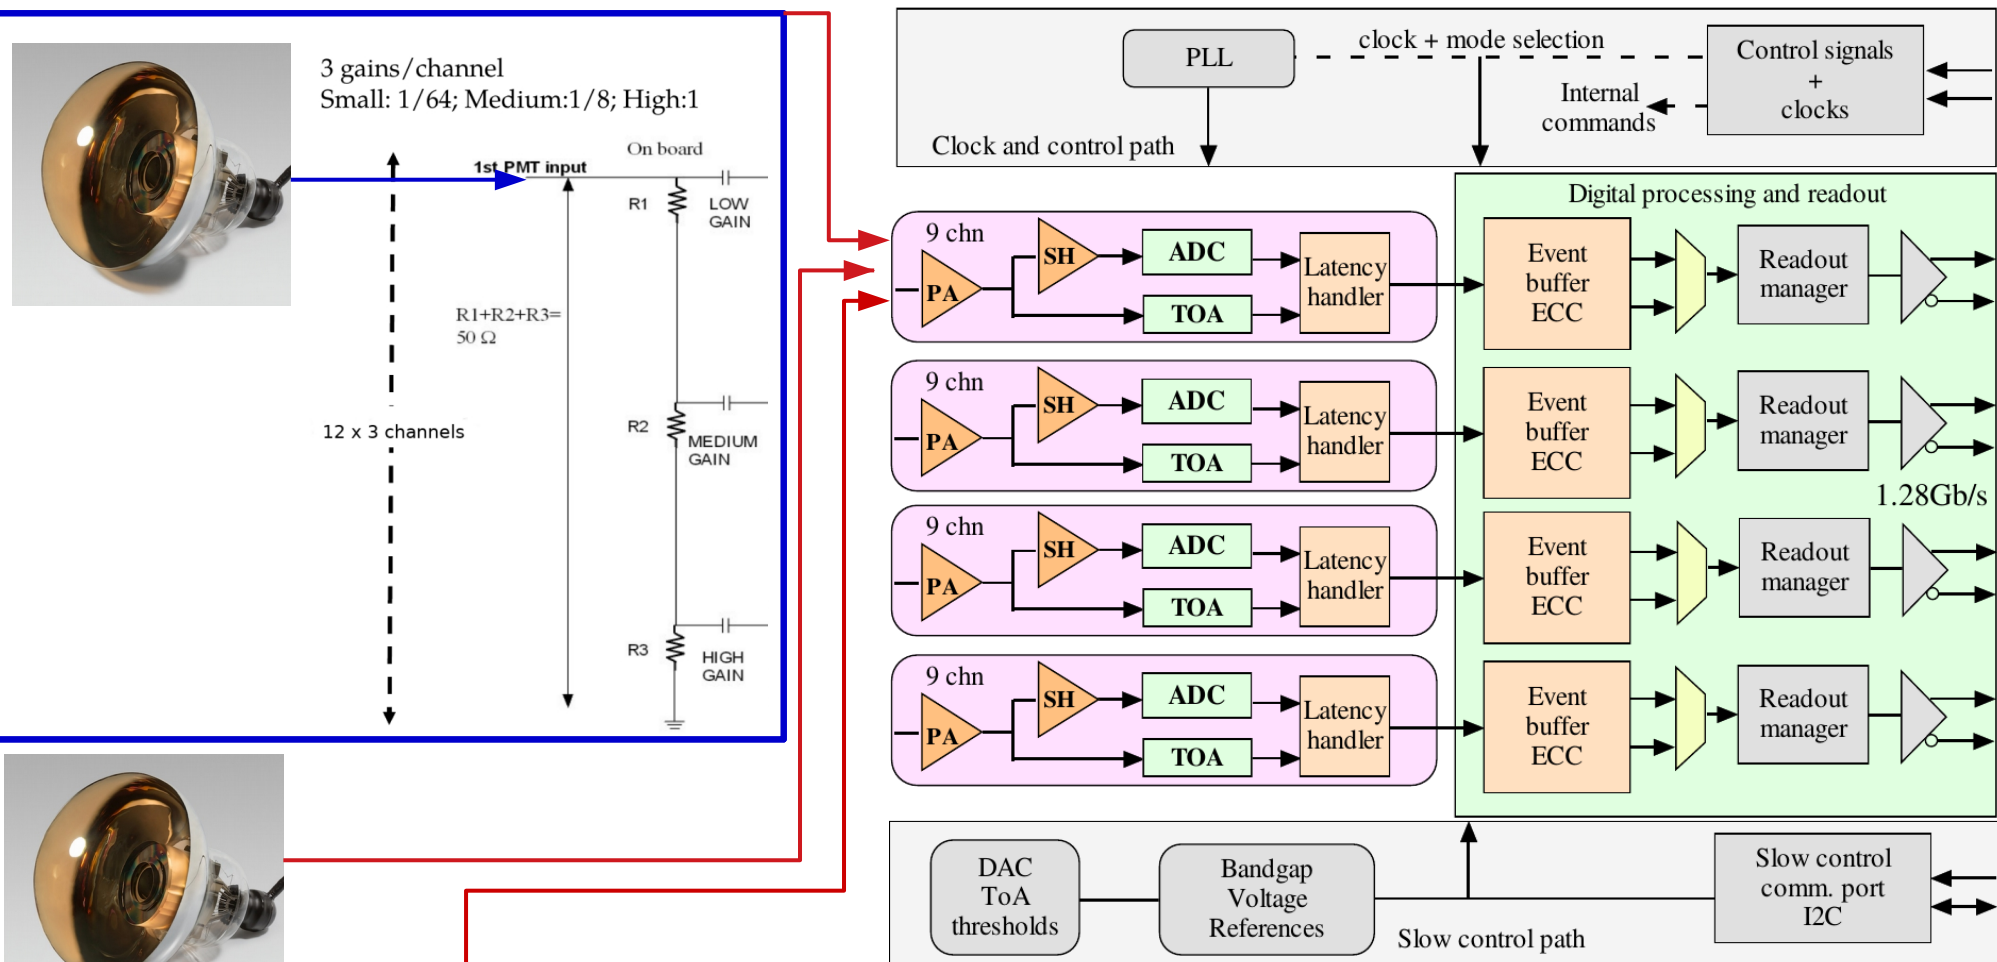 3 gains/channel
Small: 1/64; Medium:1/8; High:1
On board
1st PMT input
R1
LOW
GAIN
R1+R2+R3=
50 Ω
12 x 3 channels
R2
MEDIUM
GAIN
R3
HIGH
GAIN
PLL
clock + mode selection
Control signals
+
clocks
Internal
commands
Clock and control path
Digital processing and readout
9 chn
PA
SH
ADC
TOA
Latency
handler
Event
buffer
ECC
Readout
manager
9 chn
PA
SH
ADC
TOA
Latency
handler
Event
buffer
ECC
Readout
manager
1.28Gb/s
9 chn
PA
SH
ADC
TOA
Latency
handler
Event
buffer
ECC
Readout
manager
9 chn
PA
SH
ADC
TOA
Latency
handler
Event
buffer
ECC
Readout
manager
DAC
ToA
thresholds
Bandgap
Voltage
References
Slow control path
Slow control
comm. port
I2C